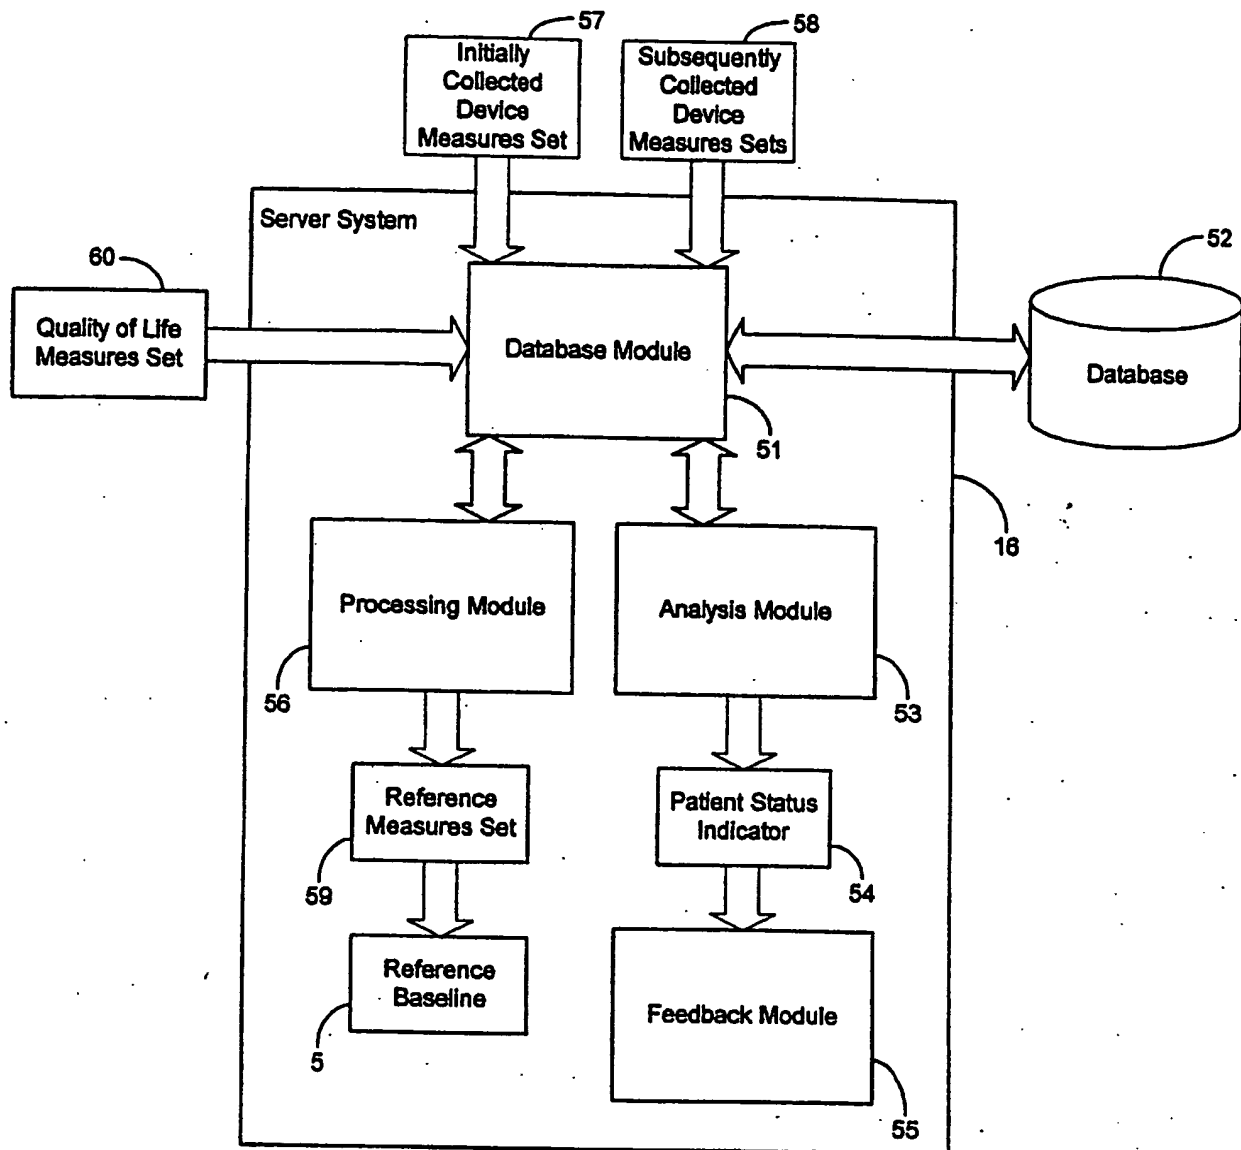 57
Initially
Collected
Device
Measures Set
58
Subsequently
Collected
Device
Measures Sets
Server System
60
Quality of Life
Measures Set
Database Module
51
52
Database
16
Processing Module
56
Analysis Module
53
Reference
Measures Set
59
Patient Status
Indicator
54
Reference
Baseline
5
Feedback Module
55